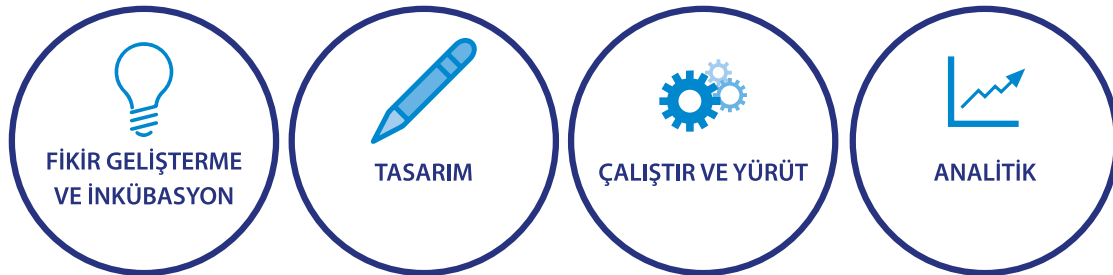 FİKİR GELİŞTERME
VE İNKÜBASYON
TASARIM
ÇALIŞTIR VE YÜRÜT
ANALİTİK